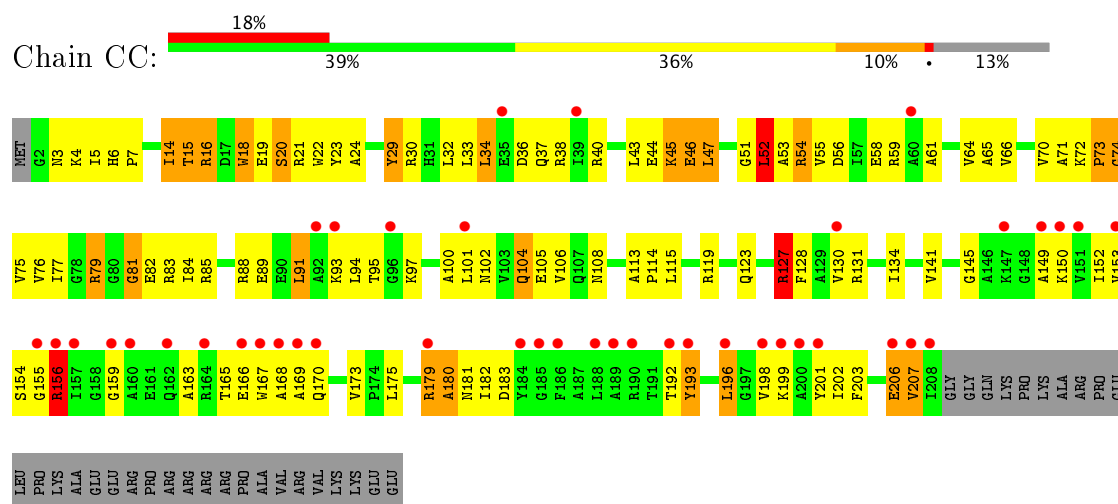 18%
Chain CC:
39% 36% 10% • 13%
MET G2 N3 K4 I5 H6 P7 I14 T15 R16 D17 W18 E19 S20 R21 W22 Y23 A24 Y29 R30 H31 L32 L33 L34 E35 D36 Q37 R38 I39 R40 L43 E44 K45 E46 L47 G51 L52 A53 R54 V55 D56 I57 E58 R59 A60 A61 V64 A65 V66 V70 A71 K72 P73 G74
V75 V76 I77 G78 R79 G80 G81 E82 R83 I84 R85 R88 E89 E90 L91 A92 K93 L94 T95 G96 K97 A100 L101 N102 V103 Q104 E105 V106 Q107 N108 A113 P114 L115 R119 Q123 R127 F128 A129 V130 R131 I134 V141 G145 A146 K147 G148 A149 K150 V151 I152 V153
S154 G155 R156 I157 G158 G159 A160 E161 Q162 A163 R164 T165 E166 W167 A168 A169 Q170 V173 P174 L175 R179 A180 N181 I182 D183 Y184 G185 F186 A187 L188 A189 R190 T191 T192 Y193 L196 G197 V198 K199 A200 Y201 I202 F203 E206 V207 I208 GLY GLY GLN LYS PRO LYS ALA ARG PRO GLU
LEU PRO LYS ALA GLU GLU ARG PRO ARG ARG ARG ARG PRO ALA VAL ARG VAL LYS LYS GLU GLU